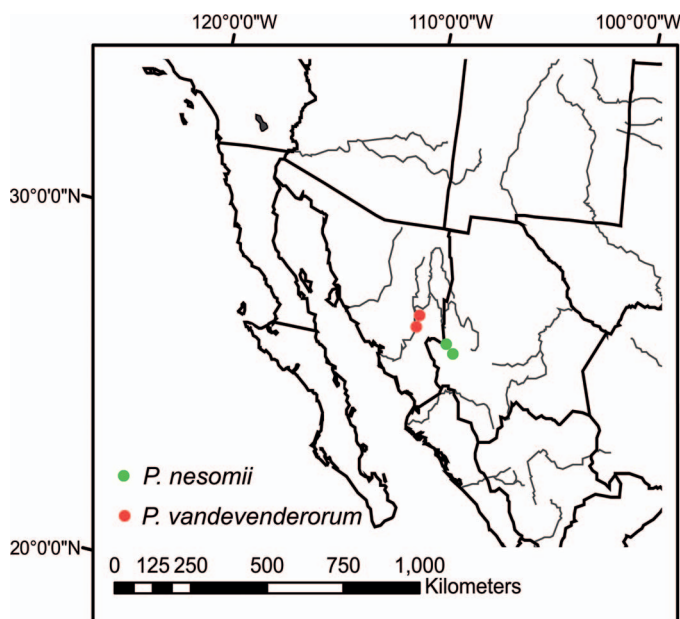 120°0'0"W 110°0'0"W 100°0'0"W
30°0'0"N
P. nesomii
P. vandevenderorum
20°0'0"N
0 125 250 500 750 1,000
Kilometers